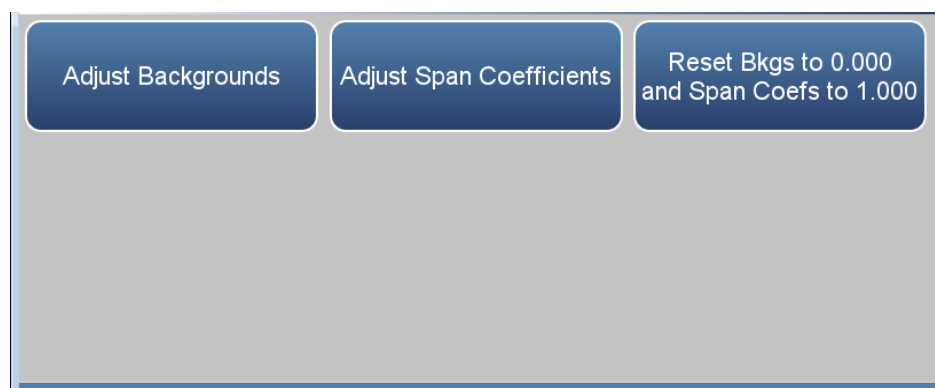 Adjust Backgrounds
Adjust Span Coefficients
Reset Bkgs to 0.000
and Span Coefs to 1.000